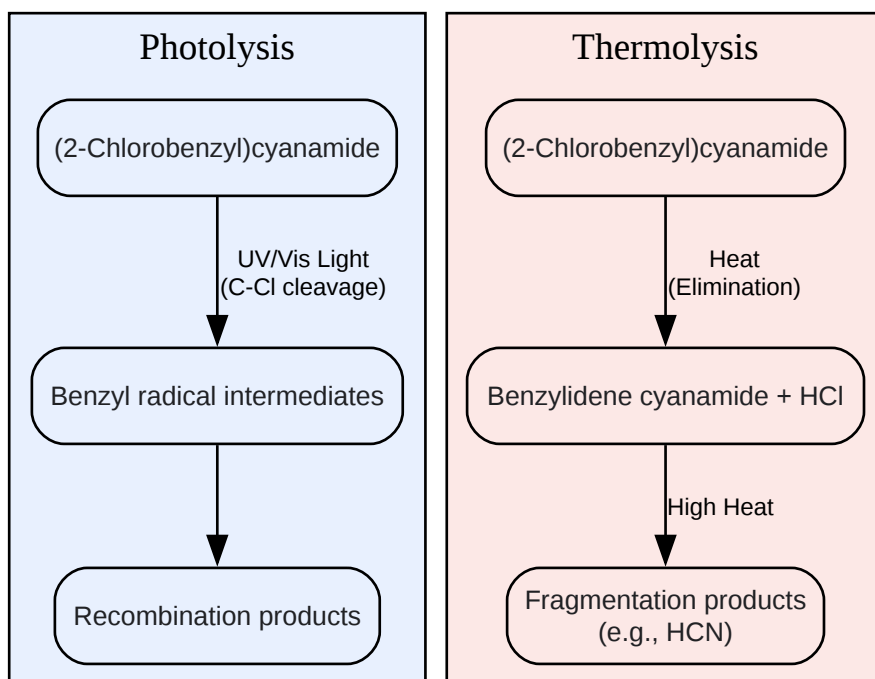 Photolysis
(2-Chlorobenzyl)cyanamide
UV/Vis Light
(C-Cl cleavage)
Benzyl radical intermediates
Recombination products
Thermolysis
(2-Chlorobenzyl)cyanamide
Heat
(Elimination)
Benzylidene cyanamide + HCl
High Heat
Fragmentation products
(e.g., HCN)